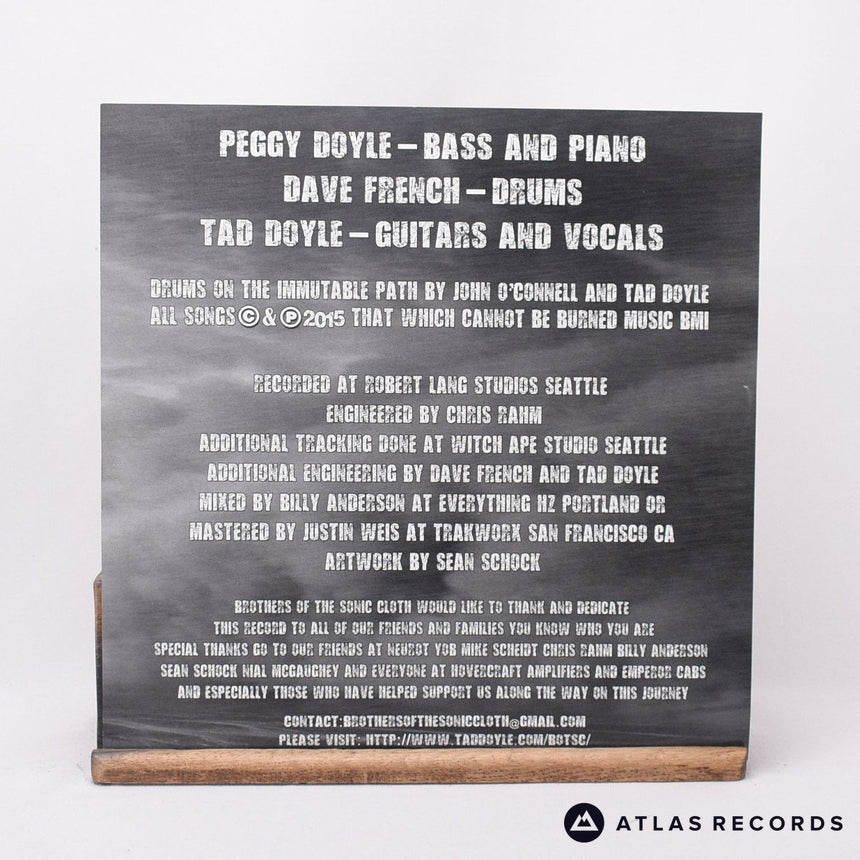 PEGGY DOYLE – BASS AND PIANO
DAVE FRENCH – DRUMS
TAD DOYLE – GUITARS AND VOCALS
DRUMS ON THE IMMUTABLE PATH BY JOHN O'CONNELL AND TAD DOYLE
ALL SONGS © & ℗ 2015 THAT WHICH CANNOT BE BURNED MUSIC BMI
RECORDED AT ROBERT LANG STUDIOS SEATTLE
ENGINEERED BY CHRIS RAHM
ADDITIONAL TRACKING DONE AT WITCH APE STUDIO SEATTLE
ADDITIONAL ENGINEERING BY DAVE FRENCH AND TAD DOYLE
MIXED BY BILLY ANDERSON AT EVERYTHING HZ PORTLAND OR
MASTERED BY JUSTIN WEIS AT TRAKWORX SAN FRANCISCO CA
ARTWORK BY SEAN SCHOCK
BROTHERS OF THE SONIC CLOTH WOULD LIKE TO THANK AND DEDICATE
THIS RECORD TO ALL OF OUR FRIENDS AND FAMILIES YOU KNOW WHO YOU ARE
SPECIAL THANKS GO TO OUR FRIENDS AT NEUROT YOB MIKE SCHEIDT CHRIS RAHM BILLY ANDERSON
SEAN SCHOCK NIAL MCGAUGHEY AND EVERYONE AT HOVERCRAFT AMPLIFIERS AND EMPEROR CABS
AND ESPECIALLY THOSE WHO HAVE HELPED SUPPORT US ALONG THE WAY ON THIS JOURNEY
CONTACT:BROTHERSOFTHESONICCLOTH@GMAIL.COM
PLEASE VISIT: HTTP://WWW.TADDOYLE.COM/BOTSC/
ATLAS RECORDS